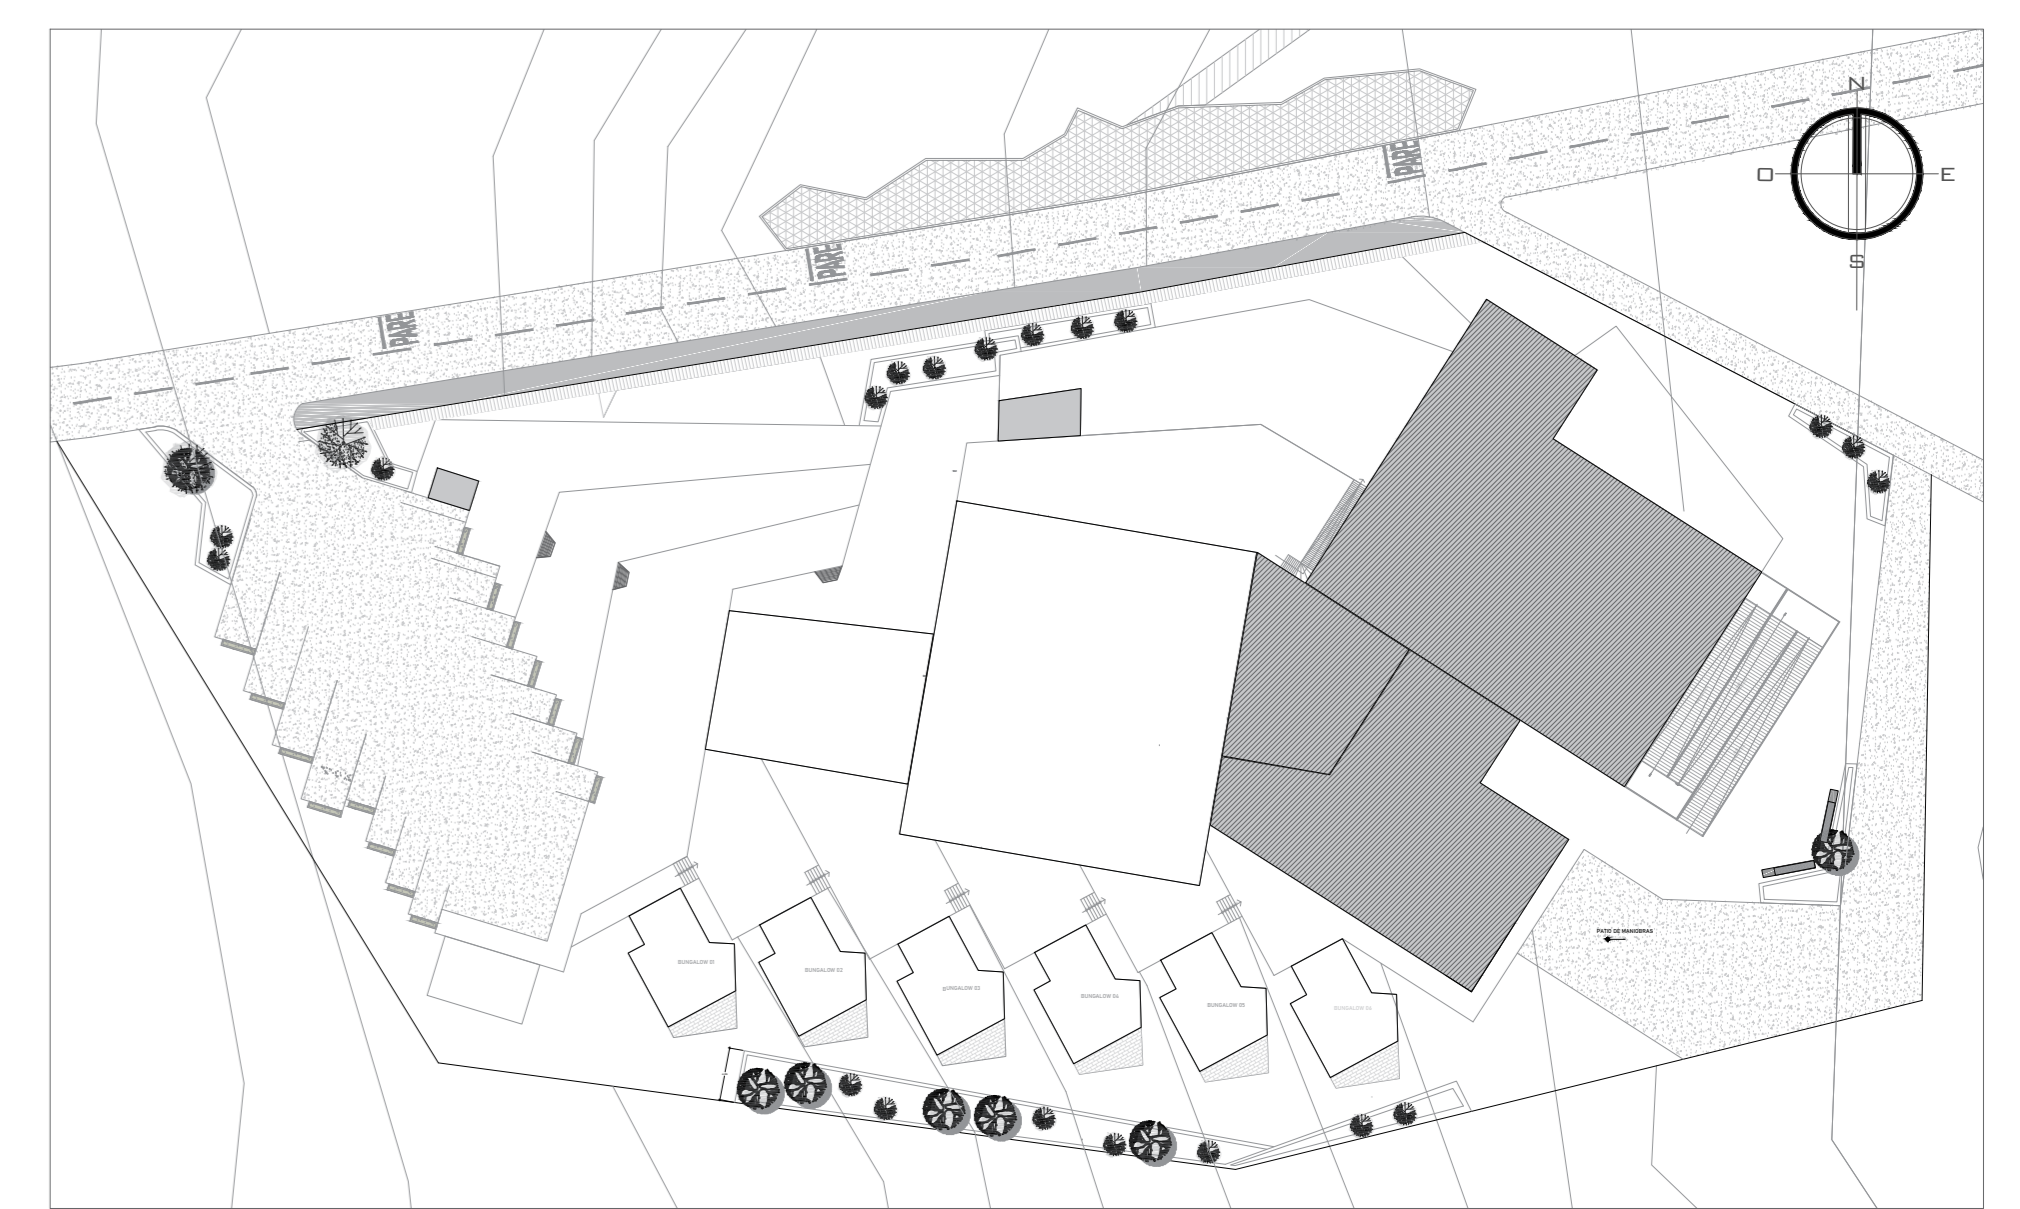 N
O
E
S
PARE
PARE
PARE
PATIO DE MANIOBRAS
BUNGALOW 01
BUNGALOW 02
BUNGALOW 03
BUNGALOW 04
BUNGALOW 05